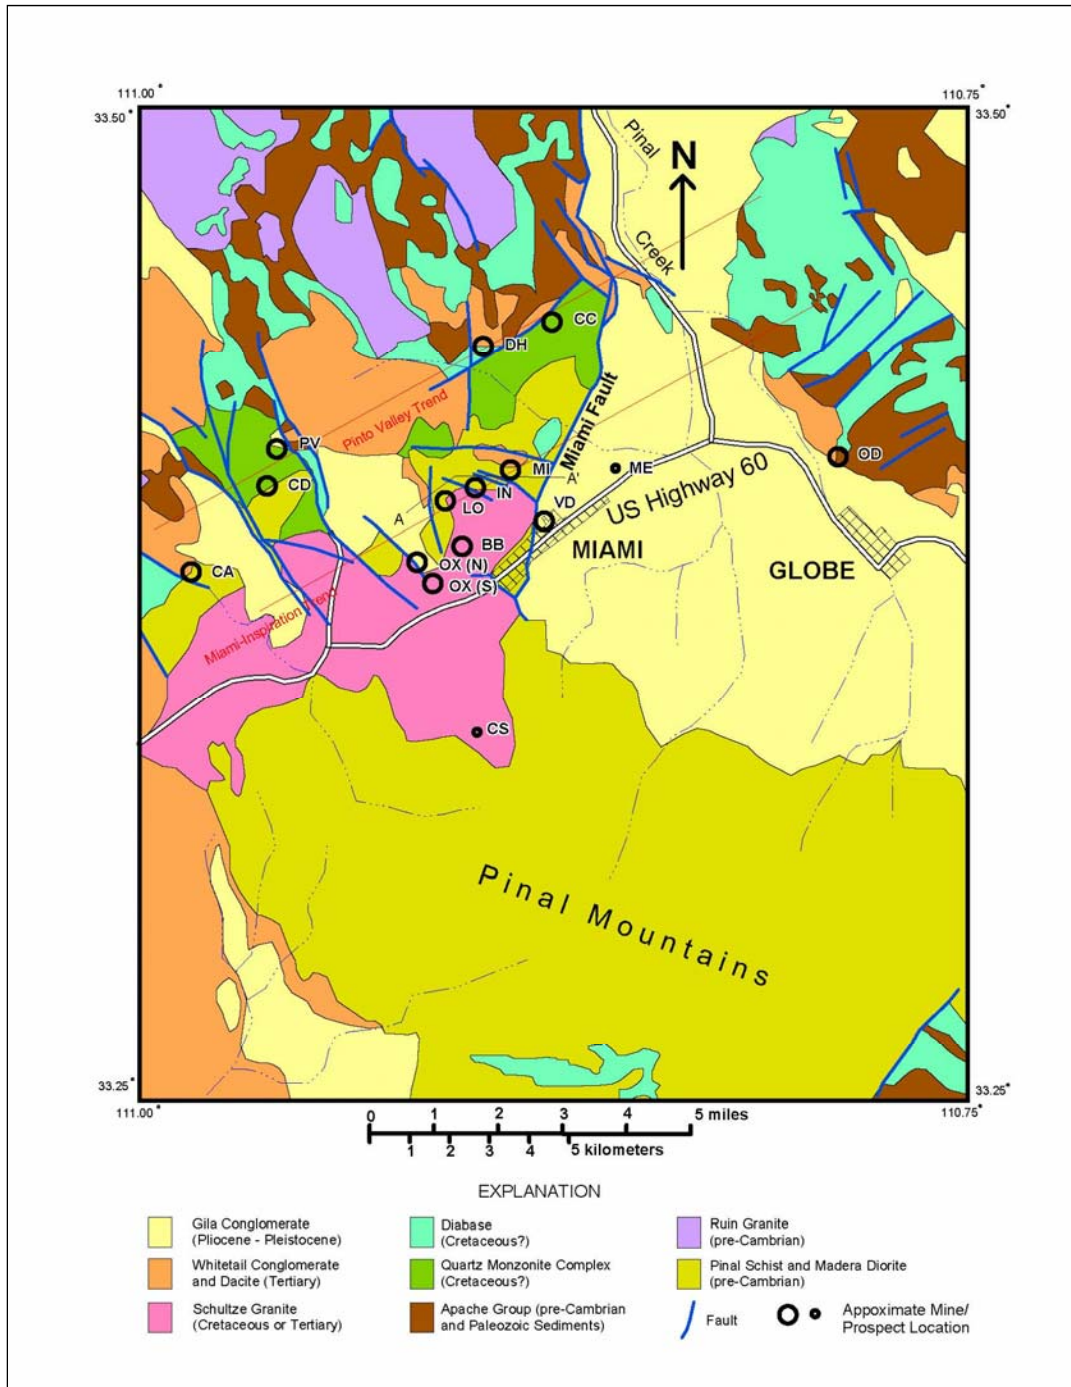 111.00°
110.75°
33.50°
33.50°
Pinal
N
Creek
CC
DH
Miami Fault
Pinto Valley Trend
PV
MI
ME
OD
A'
CD
IN
US Highway 60
A
LO
VD
BB
MIAMI
OX (N)
CA
GLOBE
OX (S)
Miami-Inspiration Trend
CS
Pinal Mountains
33.25°
33.25°
111.00°
110.75°
0 1 2 3 4 5 miles
1 2 3 4 5 kilometers
EXPLANATION
Gila Conglomerate
(Pliocene - Pleistocene)
Whitetail Conglomerate
and Dacite (Tertiary)
Schultze Granite
(Cretaceous or Tertiary)
Diabase
(Cretaceous?)
Quartz Monzonite Complex
(Cretaceous?)
Apache Group (pre-Cambrian
and Paleozoic Sediments)
Ruin Granite
(pre-Cambrian)
Pinal Schist and Madera Diorite
(pre-Cambrian)
Fault
Appoximate Mine/
Prospect Location